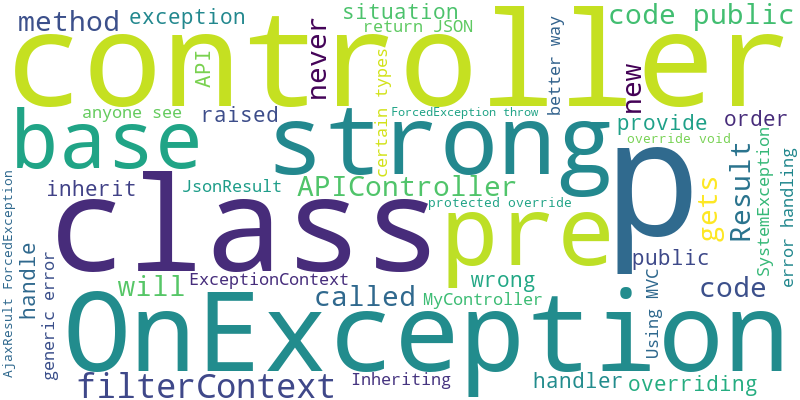 method
exception
situation
return JSON
code public
controller
API
never
certain types
better way
new
anyone see
raised
ForcedException throw
provide
order
override void
base
strong
p
inherit
JsonResult
APIController
protected override
class
pre
gets
Result
SystemException
error handling
AjaxResult ForcedException
handle
generic error
will
ExceptionContext
called
wrong
MyController
public
Using MVC
code
OnException
filterContext
Inheriting
handler
overriding